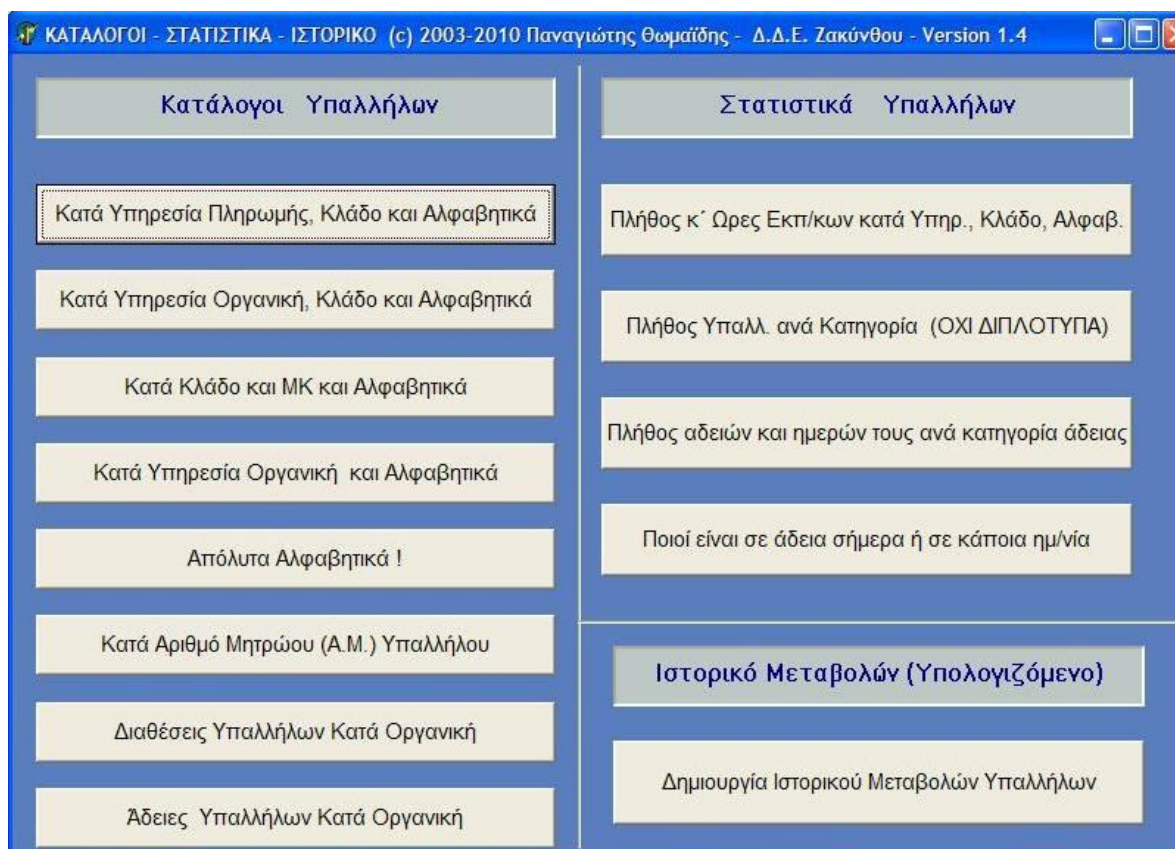 ΚΑΤΑΛΟΓΟΙ - ΣΤΑΤΙΣΤΙΚΑ - ΙΣΤΟΡΙΚΟ (c) 2003-2010 Παναγιώτης Θωμαΐδης - Δ.Δ.Ε. Ζακύνθου - Version 1.4
Κατάλογοι Υπαλλήλων
Κατά Υπηρεσία Πληρωμής, Κλάδο και Αλφαβητικά
Κατά Υπηρεσία Οργανική, Κλάδο και Αλφαβητικά
Κατά Κλάδο και ΜΚ και Αλφαβητικά
Κατά Υπηρεσία Οργανική και Αλφαβητικά
Απόλυτα Αλφαβητικά !
Κατά Αριθμό Μητρώου (Α.Μ.) Υπαλλήλου
Διαθέσεις Υπαλλήλων Κατά Οργανική
Άδειες Υπαλλήλων Κατά Οργανική
Στατιστικά Υπαλλήλων
Πλήθος κ΄ Ωρες Εκπ/κων κατά Υπηρ., Κλάδο, Αλφαβ.
Πλήθος Υπαλλ. ανά Κατηγορία (ΟΧΙ ΔΙΠΛΟΤΥΠΑ)
Πλήθος αδειών και ημερών τους ανά κατηγορία άδειας
Ποιοί είναι σε άδεια σήμερα ή σε κάποια ημ/νία
Ιστορικό Μεταβολών (Υπολογιζόμενο)
Δημιουργία Ιστορικού Μεταβολών Υπαλλήλων